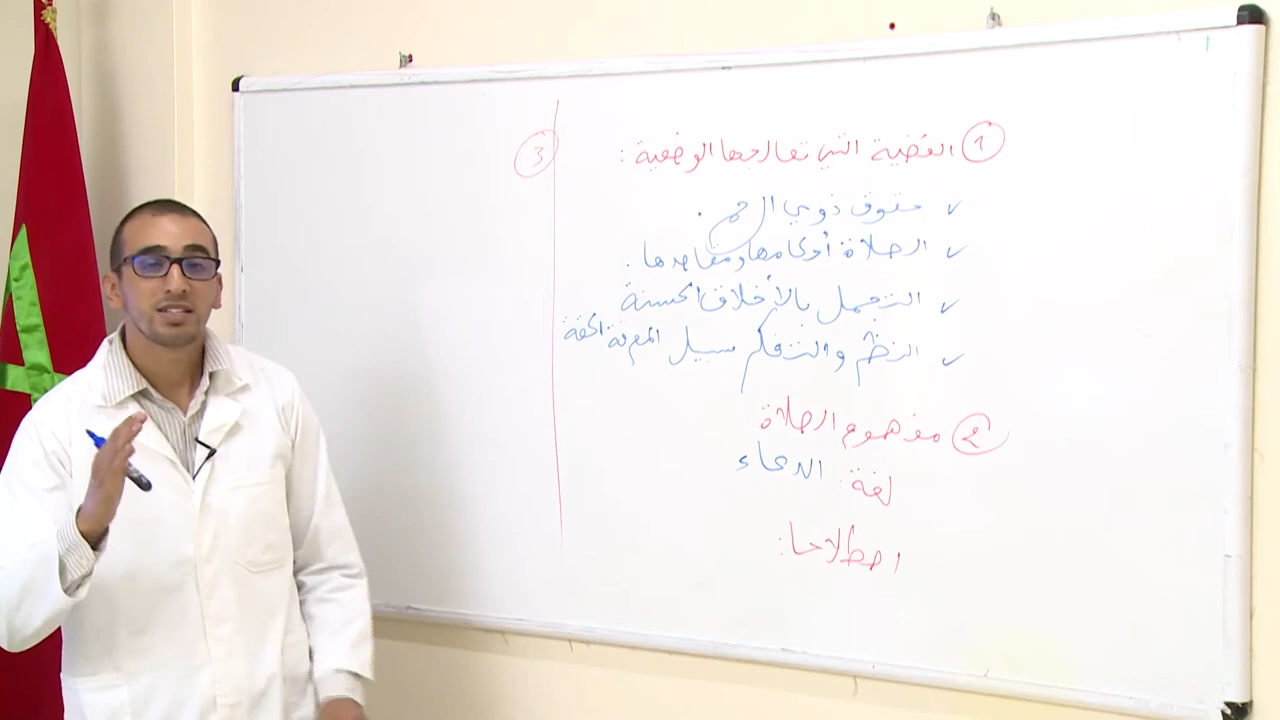 ① القضية التي تعالجها الوضعية :
✓ حقوق ذوي الرحم .
✓ الصلاة أحكامها ومقاصدها .
✓ التجمل بالأخلاق الحسنة
✓ النظر والتفكر سبيل المعرفة الحقة
② مفهوم الصلاة
لغة: الدعاء
اصطلاحا:
③